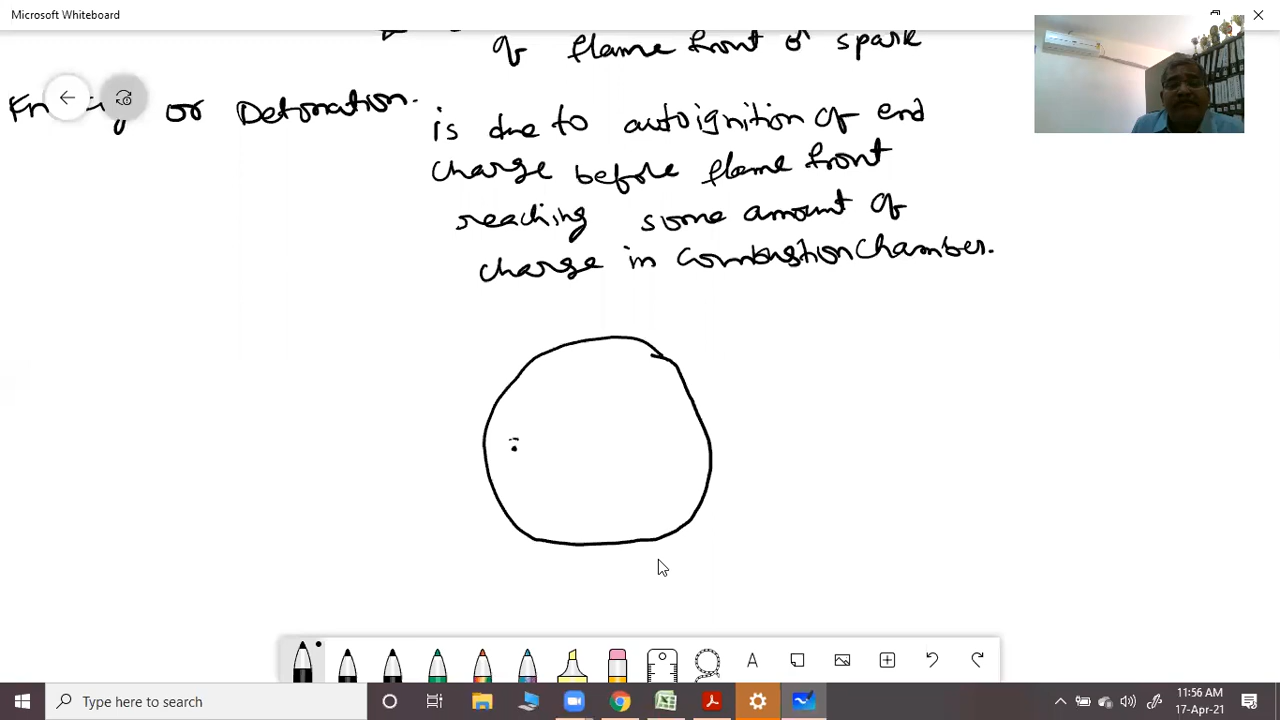 Microsoft Whiteboard
of flame front or spark
or Detonation.
is due to autoignition of end
charge before flame front
reaching some amount of
charge in Combustion Chamber.
A
Type here to search
11:56 AM
17-Apr-21